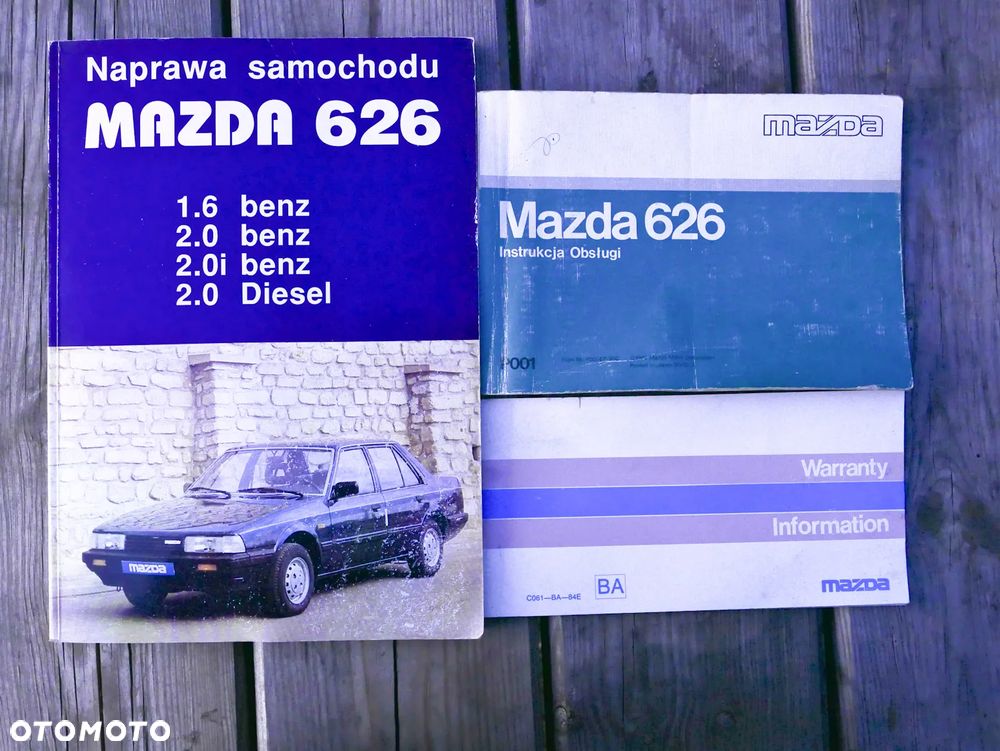 Naprawa samochodu
MAZDA 626
1.6 benz
2.0 benz
2.0i benz
2.0 Diesel
mazda
mazda
Mazda 626
Instrukcja Obsługi
P001
Warranty
Information
C061—BA—84E
BA
mazda
OTOMOTO